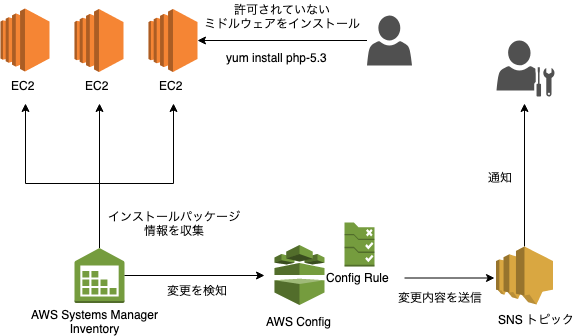 許可されていない
ミドルウェアをインストール
yum install php-5.3
EC2
EC2
EC2
通知
インストールパッケージ
情報を収集
変更を検知
Config Rule
変更内容を送信
AWS Systems Manager
Inventory
AWS Config
SNS トピック